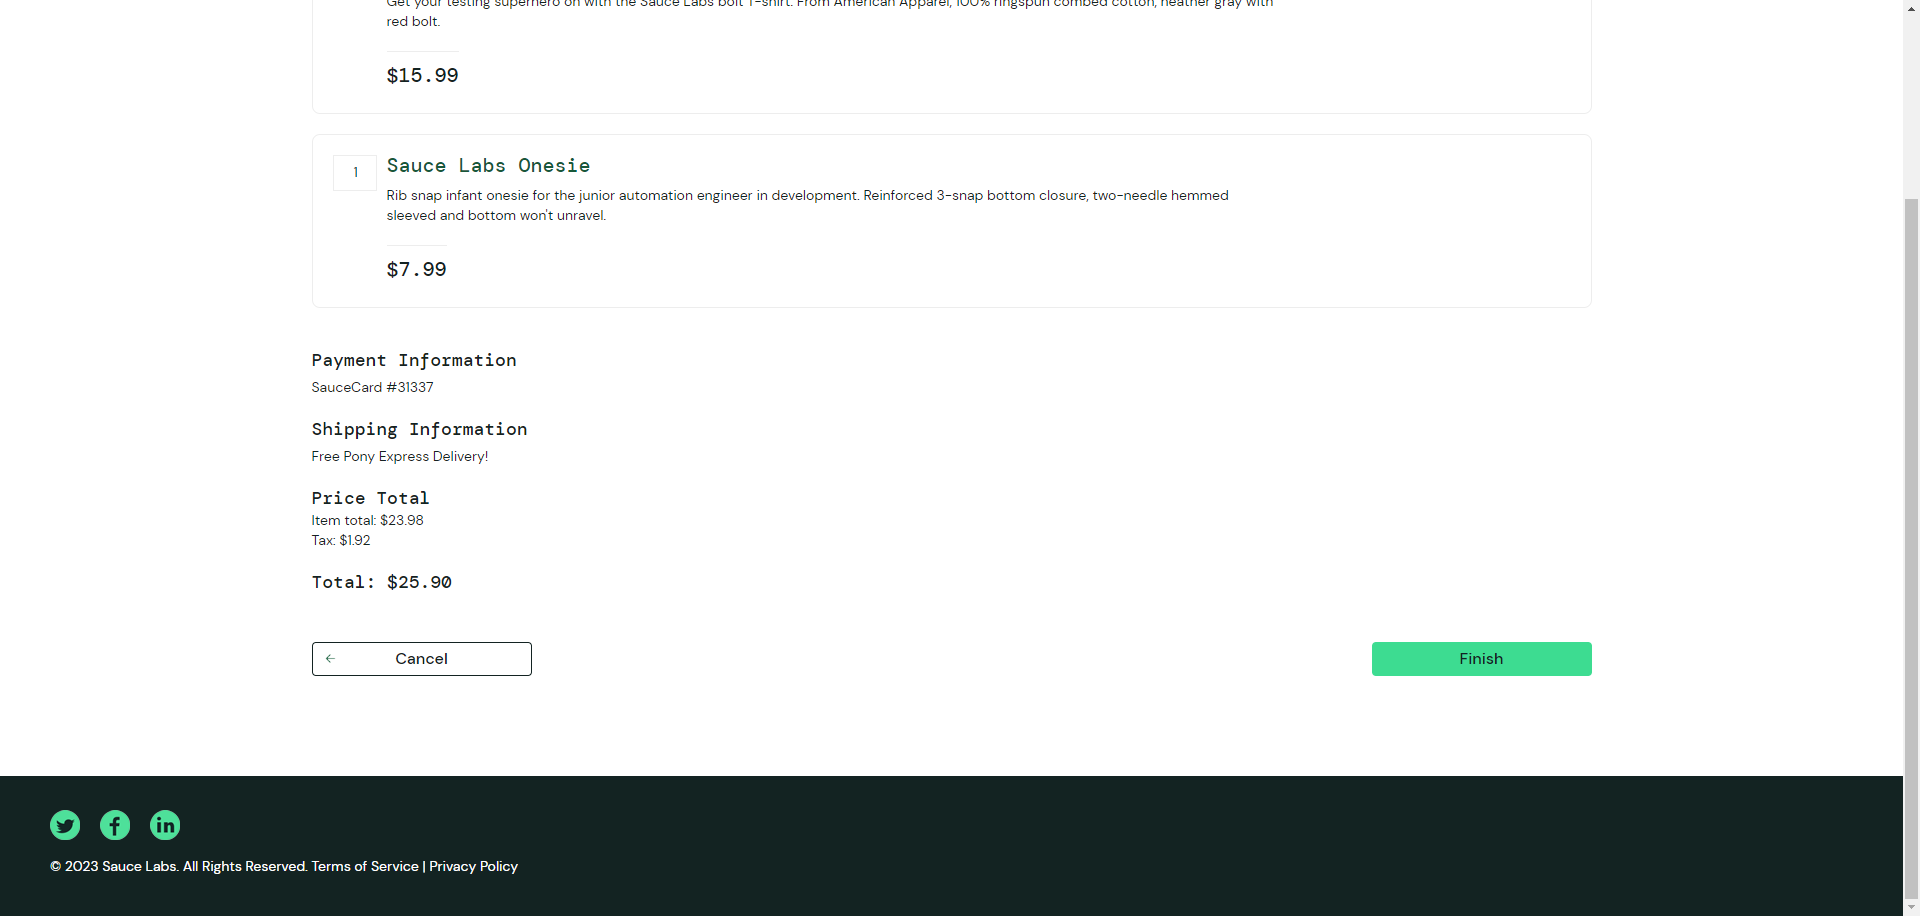 Get your testing superhero on with the Sauce Labs bolt T-shirt. From American Apparel, 100% ringspun combed cotton, heather gray with
red bolt.
$15.99
1
Sauce Labs Onesie
Rib snap infant onesie for the junior automation engineer in development. Reinforced 3-snap bottom closure, two-needle hemmed
sleeved and bottom won't unravel.
$7.99
Payment Information
SauceCard #31337
Shipping Information
Free Pony Express Delivery!
Price Total
Item total: $23.98
Tax: $1.92
Total: $25.90
Cancel
Finish
© 2023 Sauce Labs. All Rights Reserved. Terms of Service | Privacy Policy